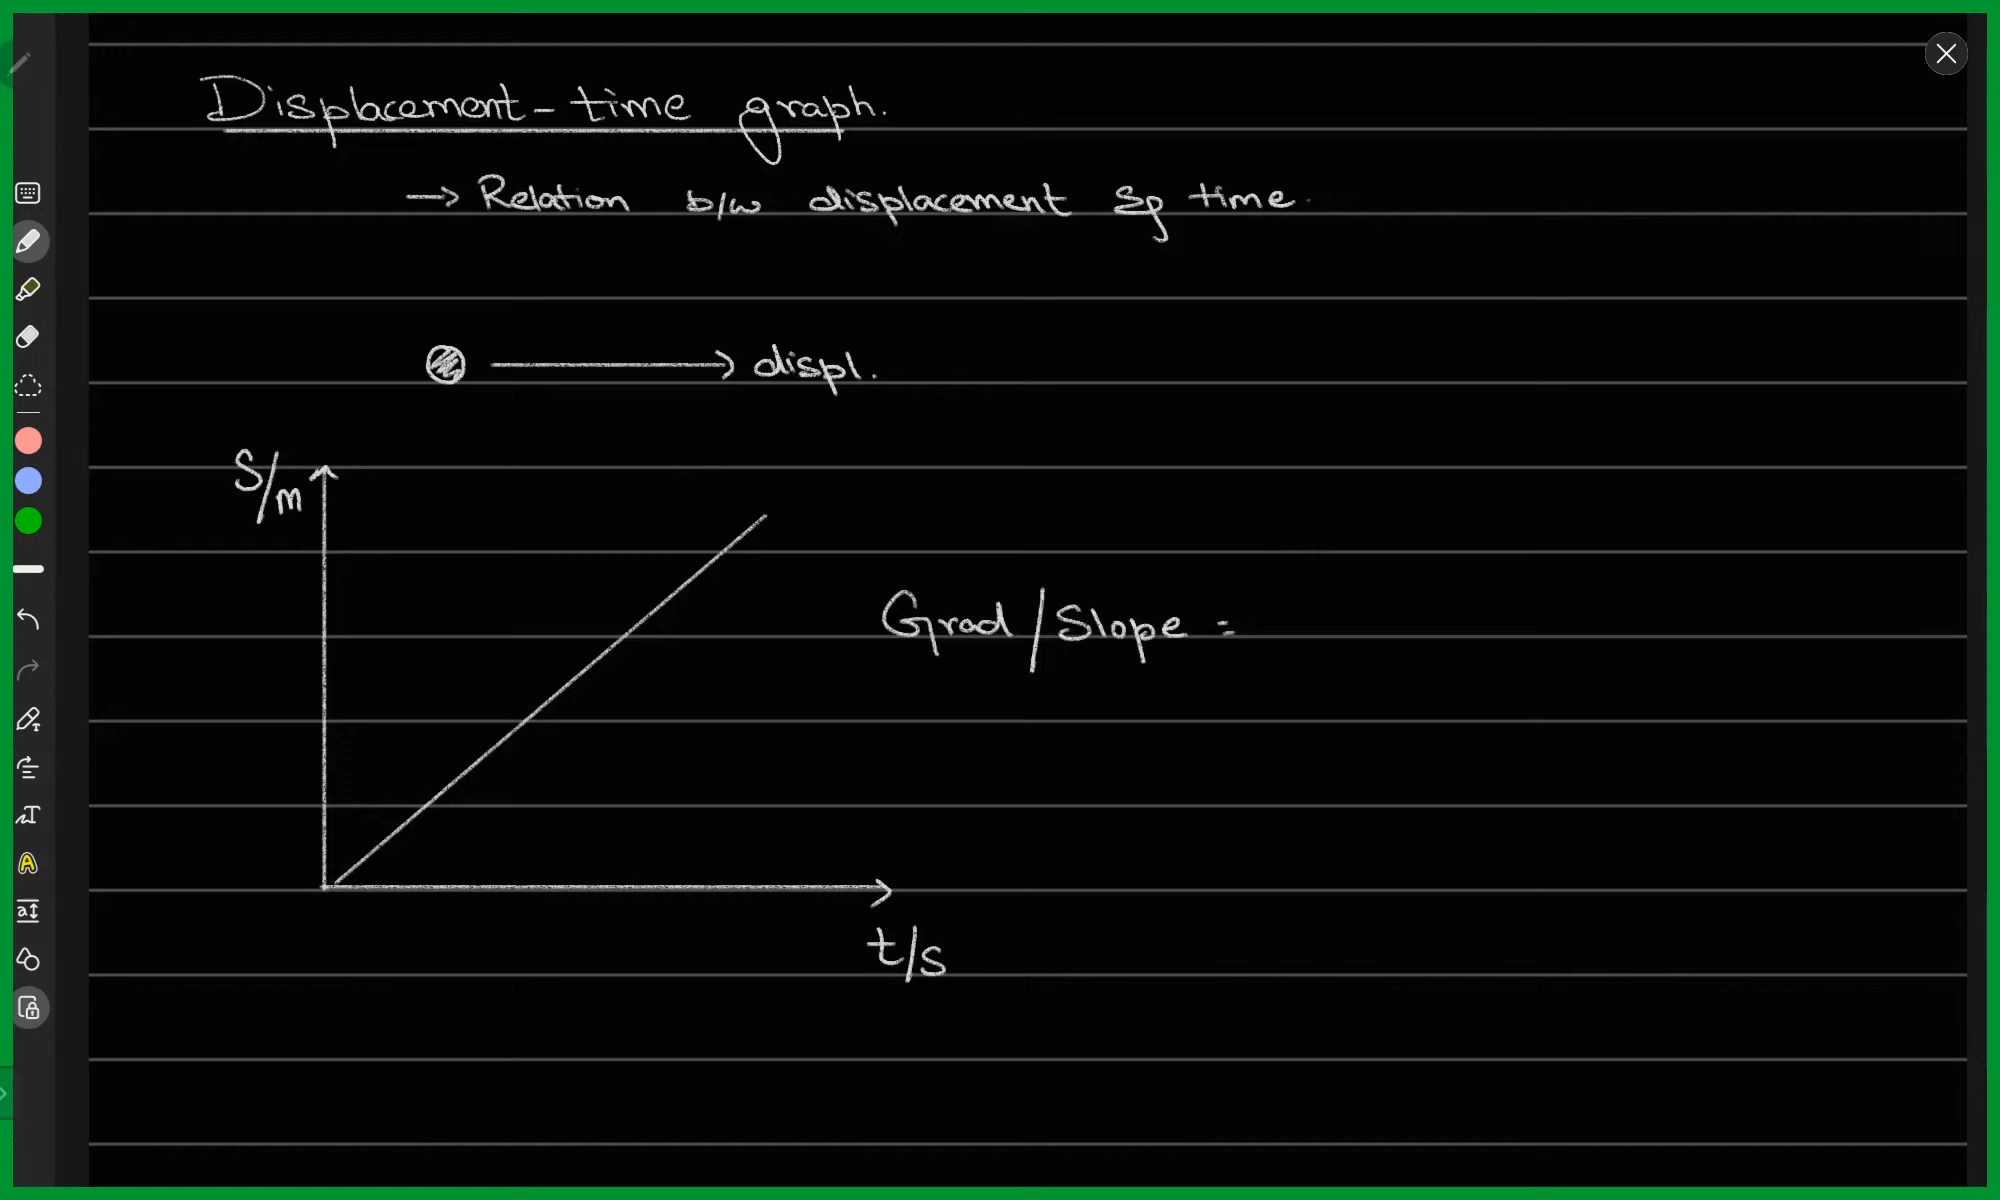 Displacement-time graph.
→ Relation b/w displacement & time.
→ displ.
S/m
Grad/Slope =
t/s